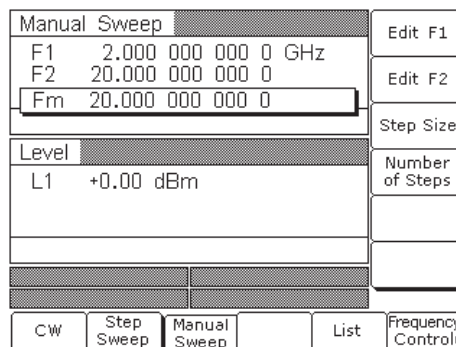 Manual Sweep
F1 2.000 000 000 0 GHz
F2 20.000 000 000 0
Fm 20.000 000 000 0
Level
L1 +0.00 dBm
Edit F1
Edit F2
Step Size
Number
of Steps
CW
Step
Sweep
Manual
Sweep
List
Frequency
Control